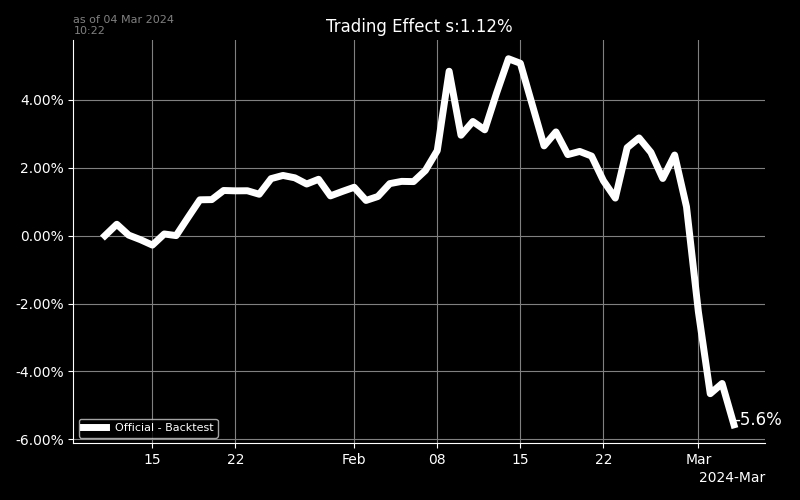 as of 04 Mar 2024
10:22
Trading Effect s:1.12%
4.00%
2.00%
0.00%
-2.00%
-4.00%
-6.00%
-5.6%
Official - Backtest
15
22
Feb
08
15
22
Mar
2024-Mar